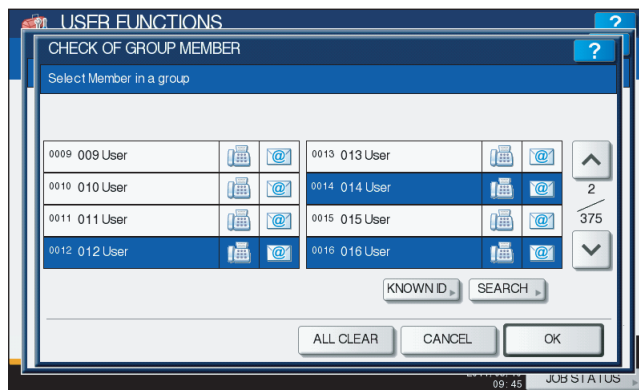 USER FUNCTIONS
?
CHECK OF GROUP MEMBER
?
Select Member in a group
0009 009 User @ 0013 013 User @
0010 010 User @ 0014 014 User @
2
0011 011 User @ 0015 015 User @
375
0012 012 User @ 0016 016 User @
KNOWN ID SEARCH
ALL CLEAR CANCEL OK
09:45 JOB STATUS